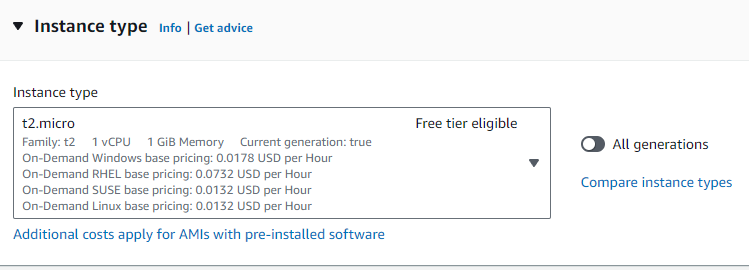 Instance type Info | Get advice
Instance type
t2.micro Free tier eligible
Family: t2 1 vCPU 1 GiB Memory Current generation: true
On-Demand Windows base pricing: 0.0178 USD per Hour
On-Demand RHEL base pricing: 0.0732 USD per Hour
On-Demand SUSE base pricing: 0.0132 USD per Hour
On-Demand Linux base pricing: 0.0132 USD per Hour
All generations
Compare instance types
Additional costs apply for AMIs with pre-installed software